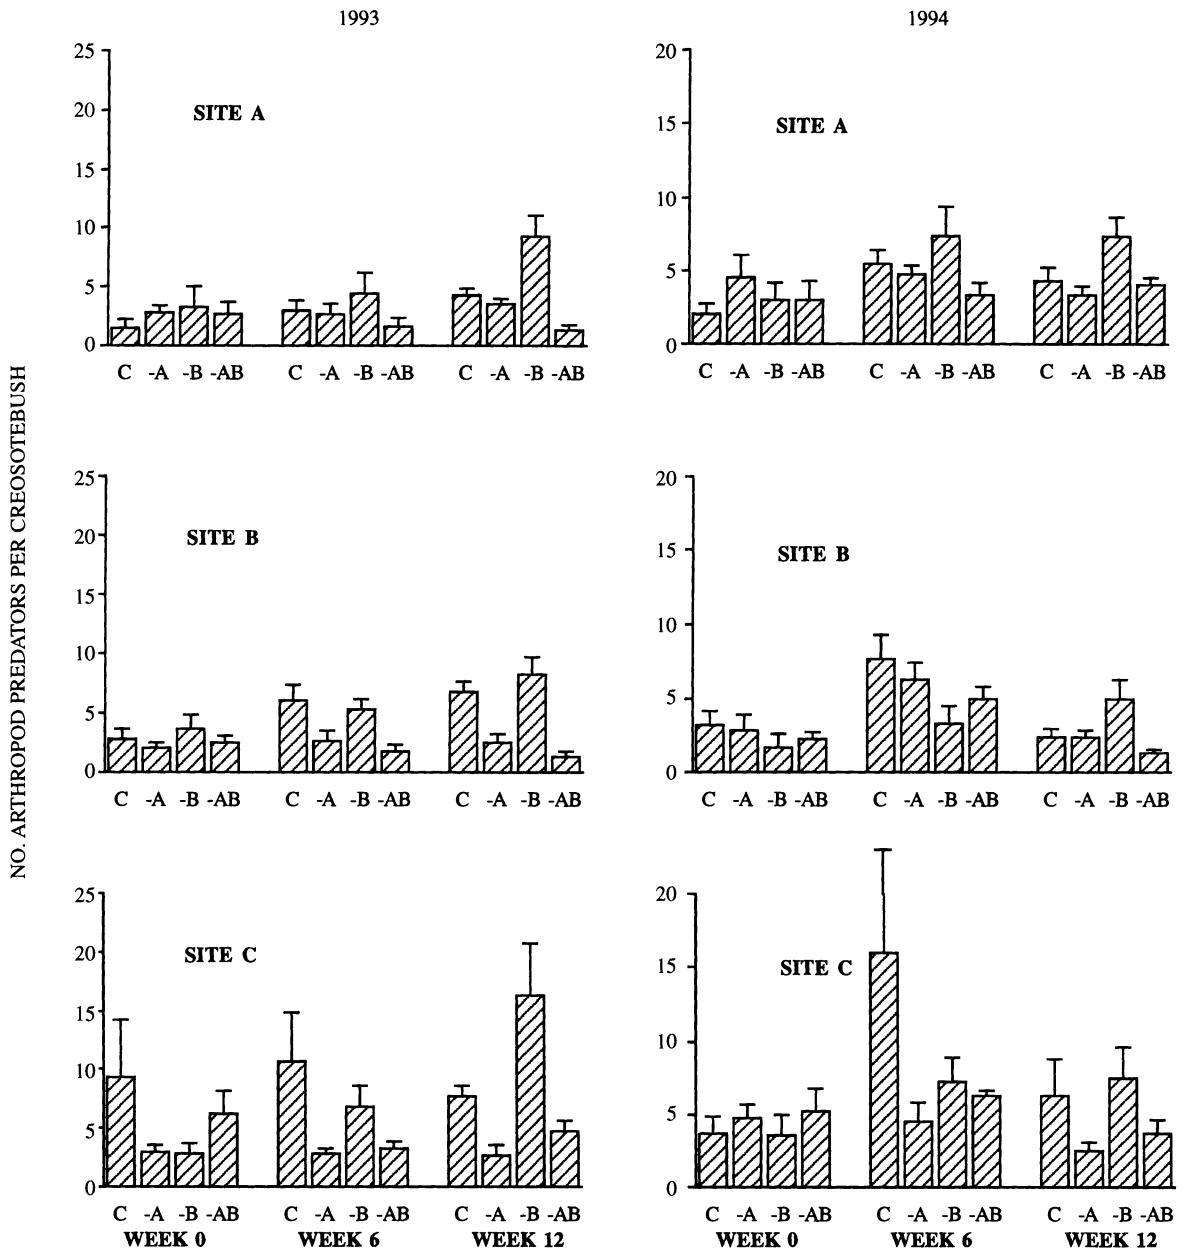 1993
1994
25
20
15
10
5
0
SITE A
C -A -B -AB C -A -B -AB C -A -B -AB
20
15
10
5
0
SITE A
C -A -B -AB C -A -B -AB C -A -B -AB
NO. ARTHROPOD PREDATORS PER CREOSOTEBUSH
25
20
15
10
5
0
SITE B
C -A -B -AB C -A -B -AB C -A -B -AB
20
15
10
5
0
SITE B
C -A -B -AB C -A -B -AB C -A -B -AB
25
20
15
10
5
0
SITE C
C -A -B -AB C -A -B -AB C -A -B -AB
WEEK 0 WEEK 6 WEEK 12
20
15
10
5
0
SITE C
C -A -B -AB C -A -B -AB C -A -B -AB
WEEK 0 WEEK 6 WEEK 12